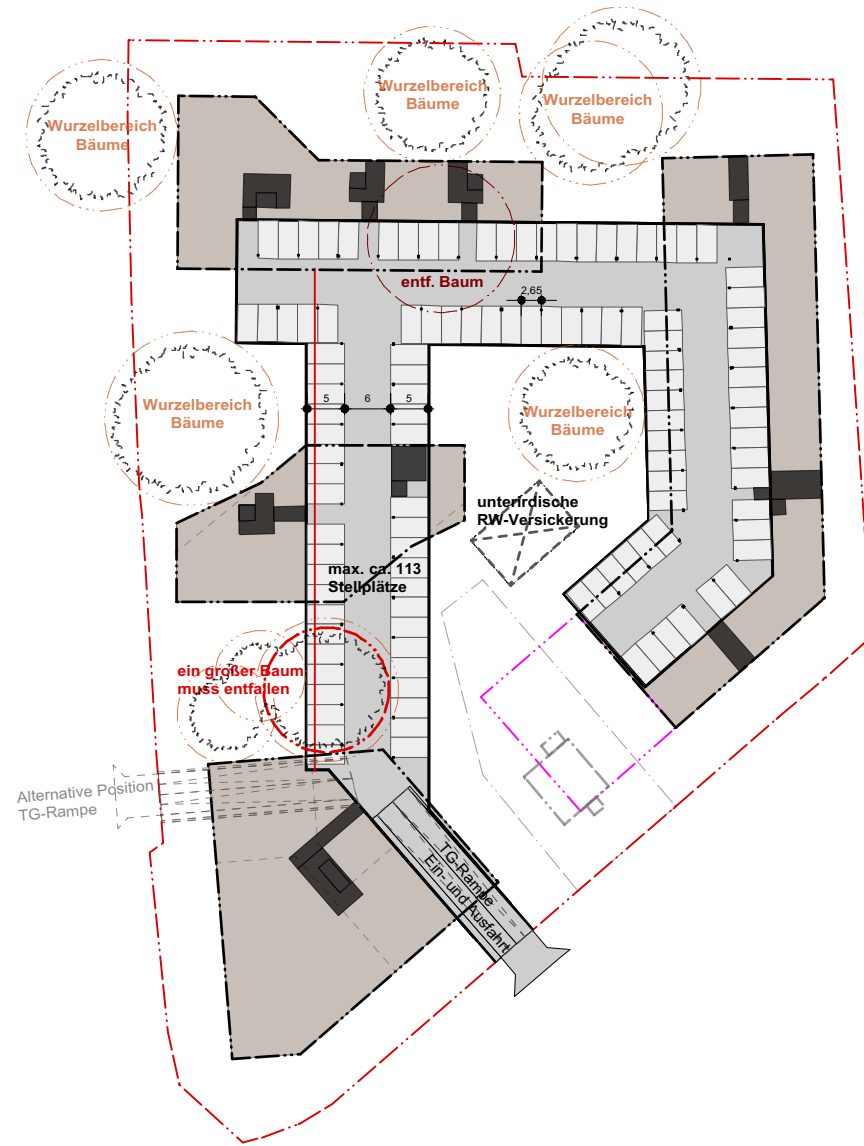 Wurzelbereich
Bäume
Wurzelbereich
Bäume
Wurzelbereich
Bäume
entf. Baum
2,65
5
6
5
Wurzelbereich
Bäume
Wurzelbereich
Bäume
unterirdische
RW-Versickerung
max. ca. 113
Stellplätze
ein großer Baum
muss entfallen
Alternative Position
TG-Rampe
TG-Rampe
Ein- und Ausfahrt